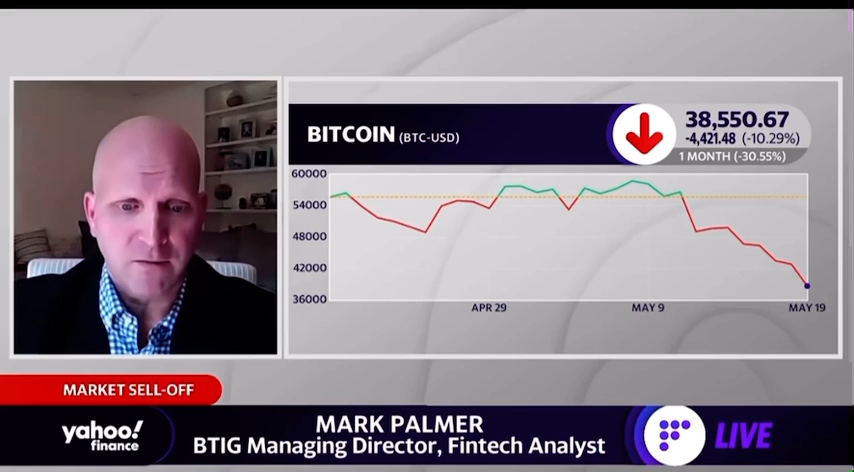 BITCOIN (BTC-USD)
38,550.67
-4,421.48 (-10.29%)
1 MONTH (-30.55%)
60000
54000
48000
42000
36000
APR 29
MAY 9
MAY 19
MARKET SELL-OFF
yahoo!
finance
MARK PALMER
BTIG Managing Director, Fintech Analyst
LIVE